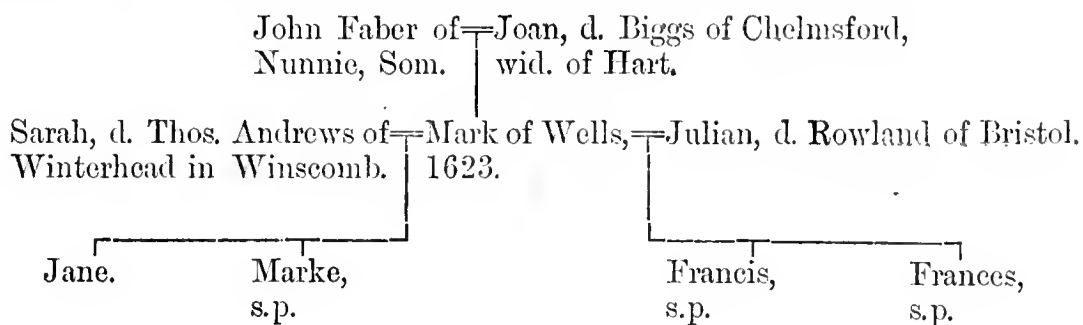 John Faber of Joan, d. Biggs of Chelmsford,
Nunnie, Som. wid. of Hart.
Sarah, d. Thos. Andrews of Mark of Wells, Julian, d. Rowland of Bristol.
Winterhead in Winscomb. 1623.
Jane. Marke, Francis, Frances,
s.p. s.p. s.p.